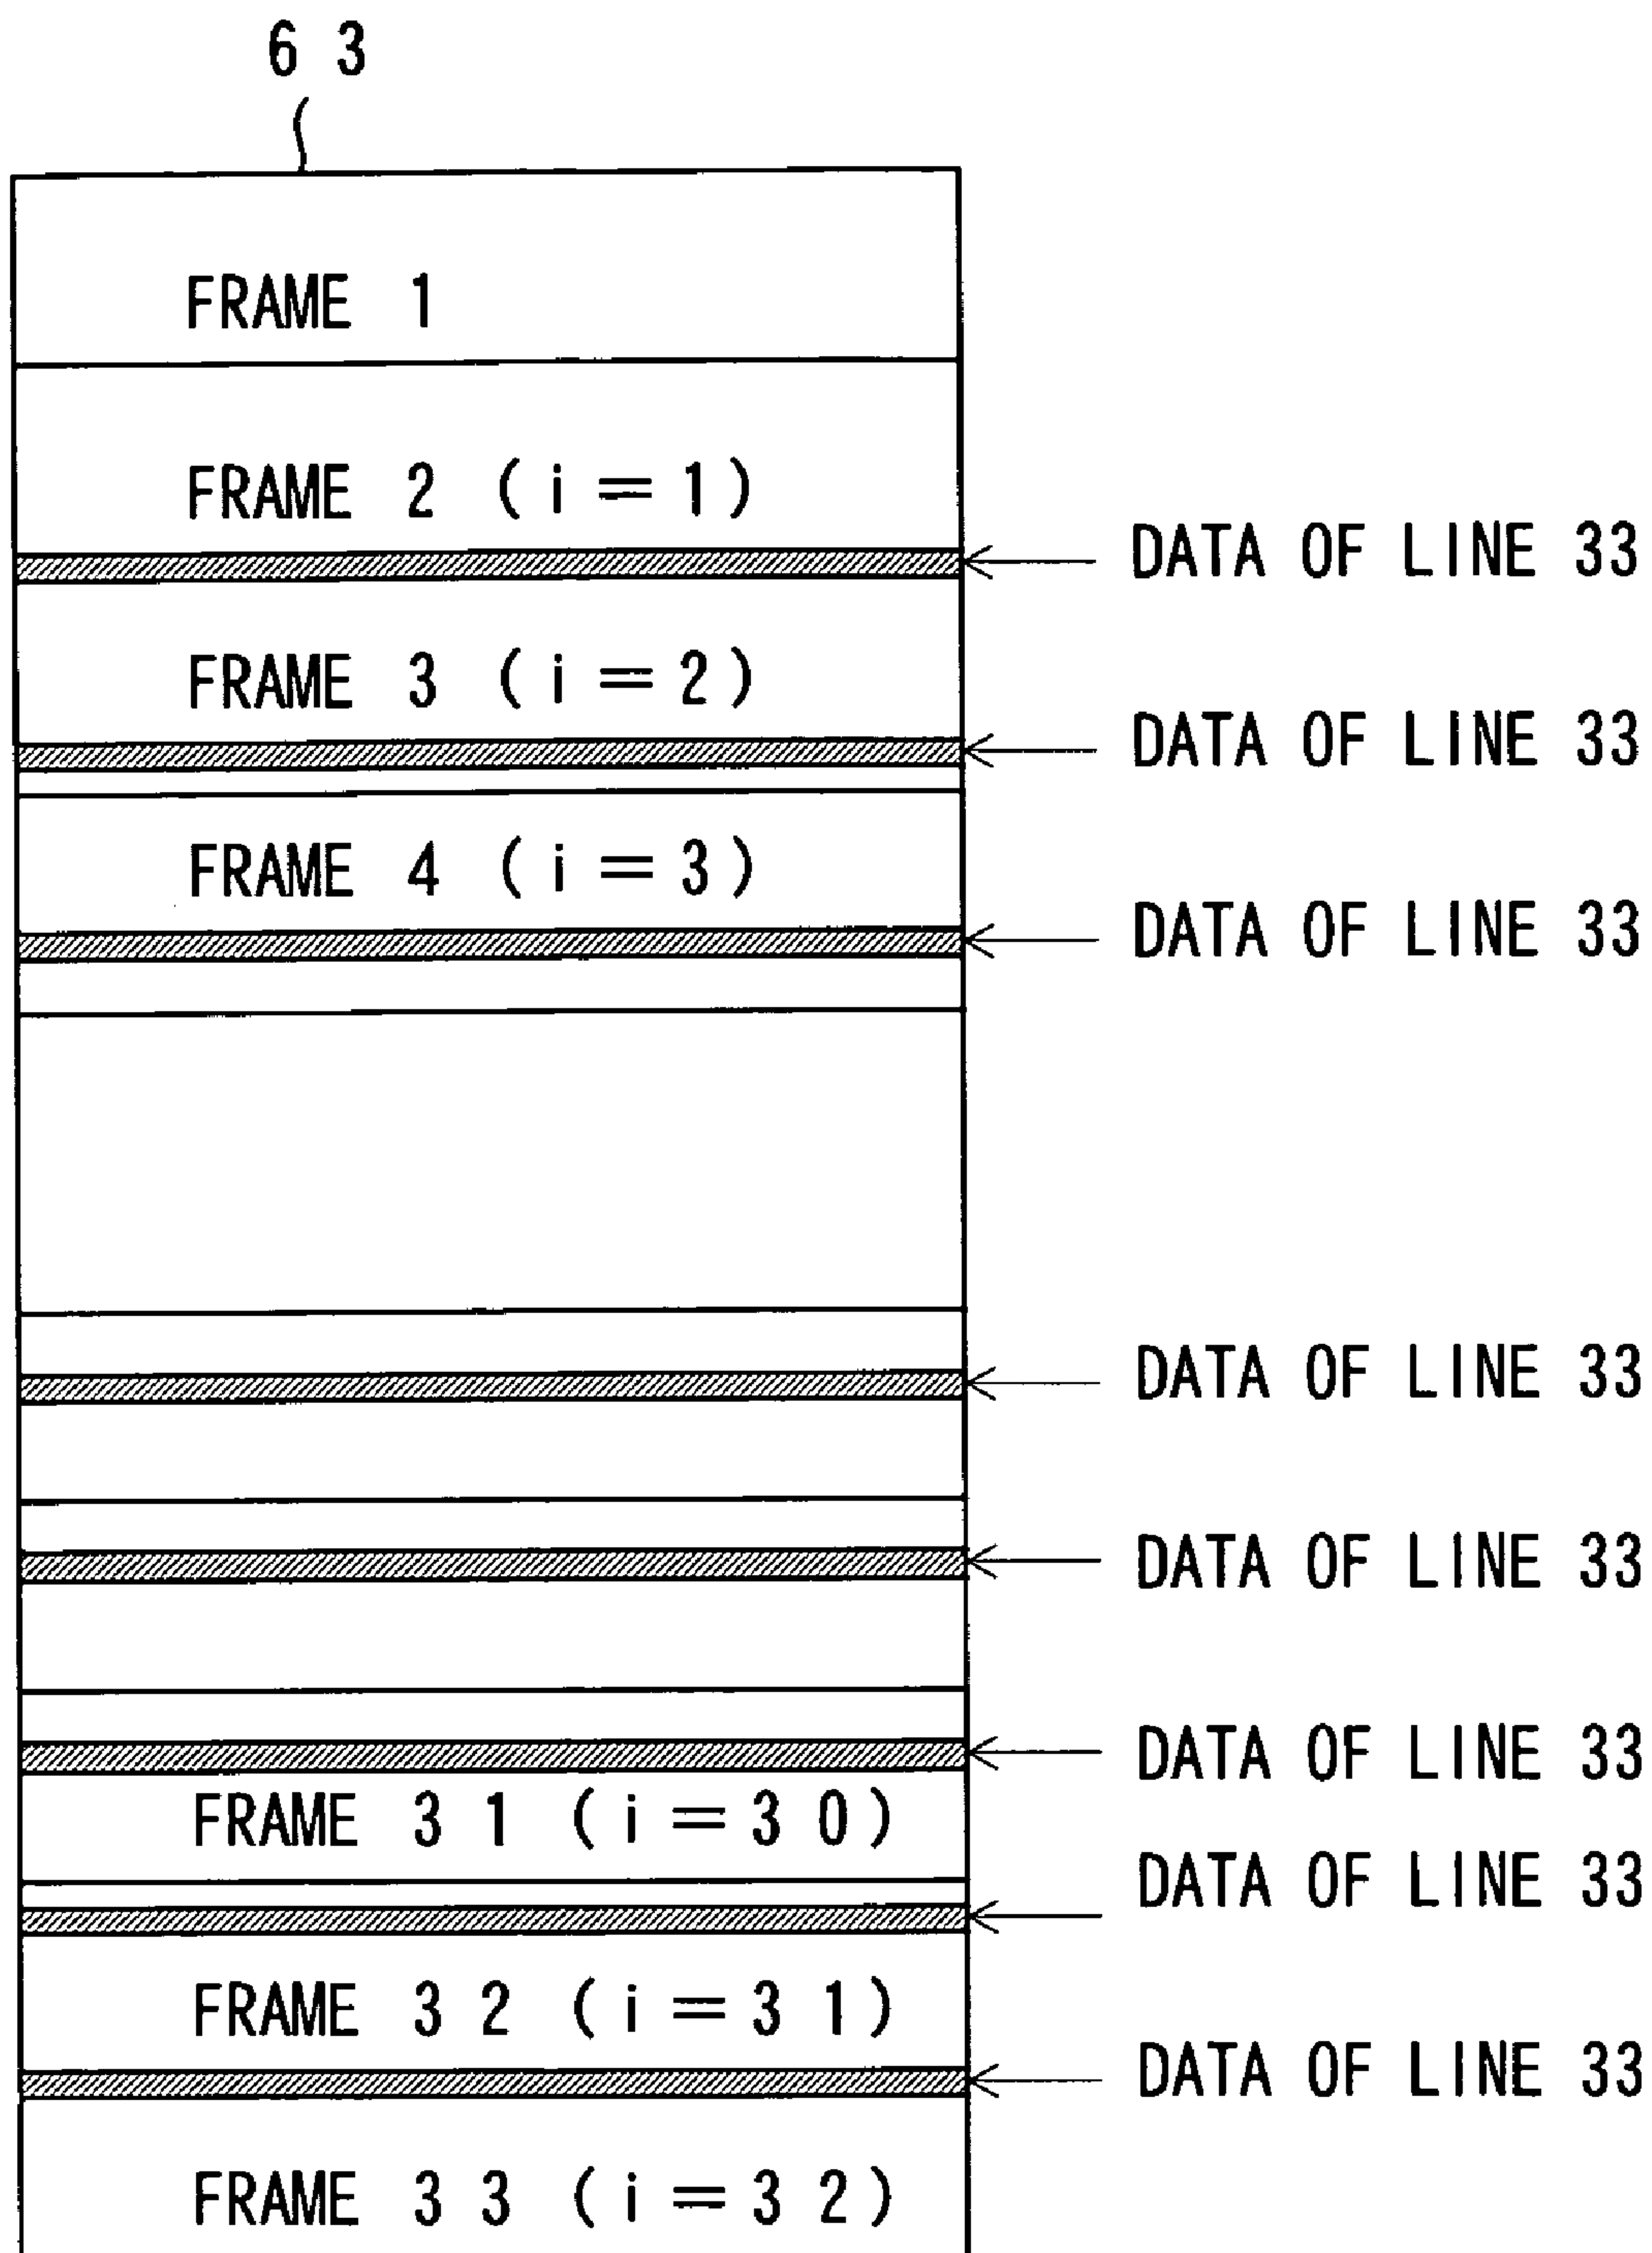 6 3
FRAME 1
FRAME 2 (i=1)
DATA OF LINE 33
FRAME 3 (i=2)
DATA OF LINE 33
FRAME 4 (i=3)
DATA OF LINE 33
DATA OF LINE 33
DATA OF LINE 33
DATA OF LINE 33
FRAME 3 1 (i=3 0)
DATA OF LINE 33
FRAME 3 2 (i=3 1)
DATA OF LINE 33
FRAME 3 3 (i=3 2)